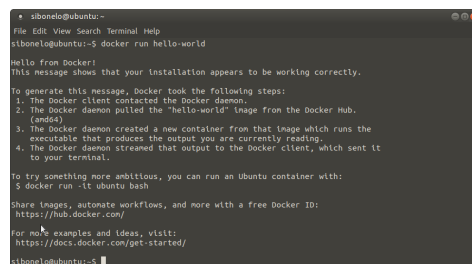 sibonelo@ubuntu: ~
File Edit View Search Terminal Help
sibonelo@ubuntu:~$ docker run hello-world
Hello from Docker!
This message shows that your installation appears to be working correctly.
To generate this message, Docker took the following steps:
1. The Docker client contacted the Docker daemon.
2. The Docker daemon pulled the "hello-world" image from the Docker Hub.
(amd64)
3. The Docker daemon created a new container from that image which runs the
executable that produces the output you are currently reading.
4. The Docker daemon streamed that output to the Docker client, which sent it
to your terminal.
To try something more ambitious, you can run an Ubuntu container with:
$ docker run -it ubuntu bash
Share images, automate workflows, and more with a free Docker ID:
https://hub.docker.com/
For more examples and ideas, visit:
https://docs.docker.com/get-started/
sibonelo@ubuntu:~$